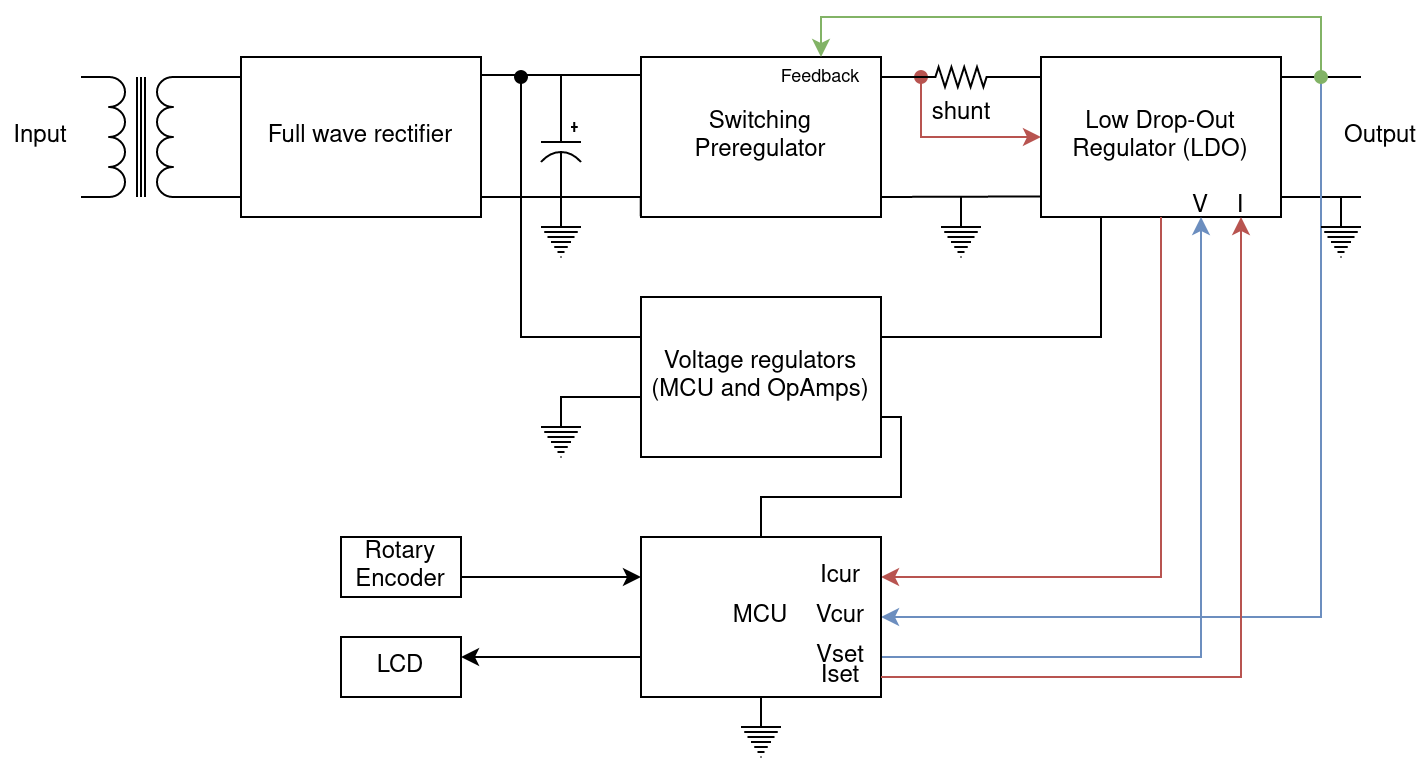 Input
Full wave rectifier
+
Feedback
Switching
Preregulator
shunt
Low Drop-Out
Regulator (LDO)
V
I
Output
Voltage regulators
(MCU and OpAmps)
Rotary
Encoder
LCD
MCU
Icur
Vcur
Vset
Iset